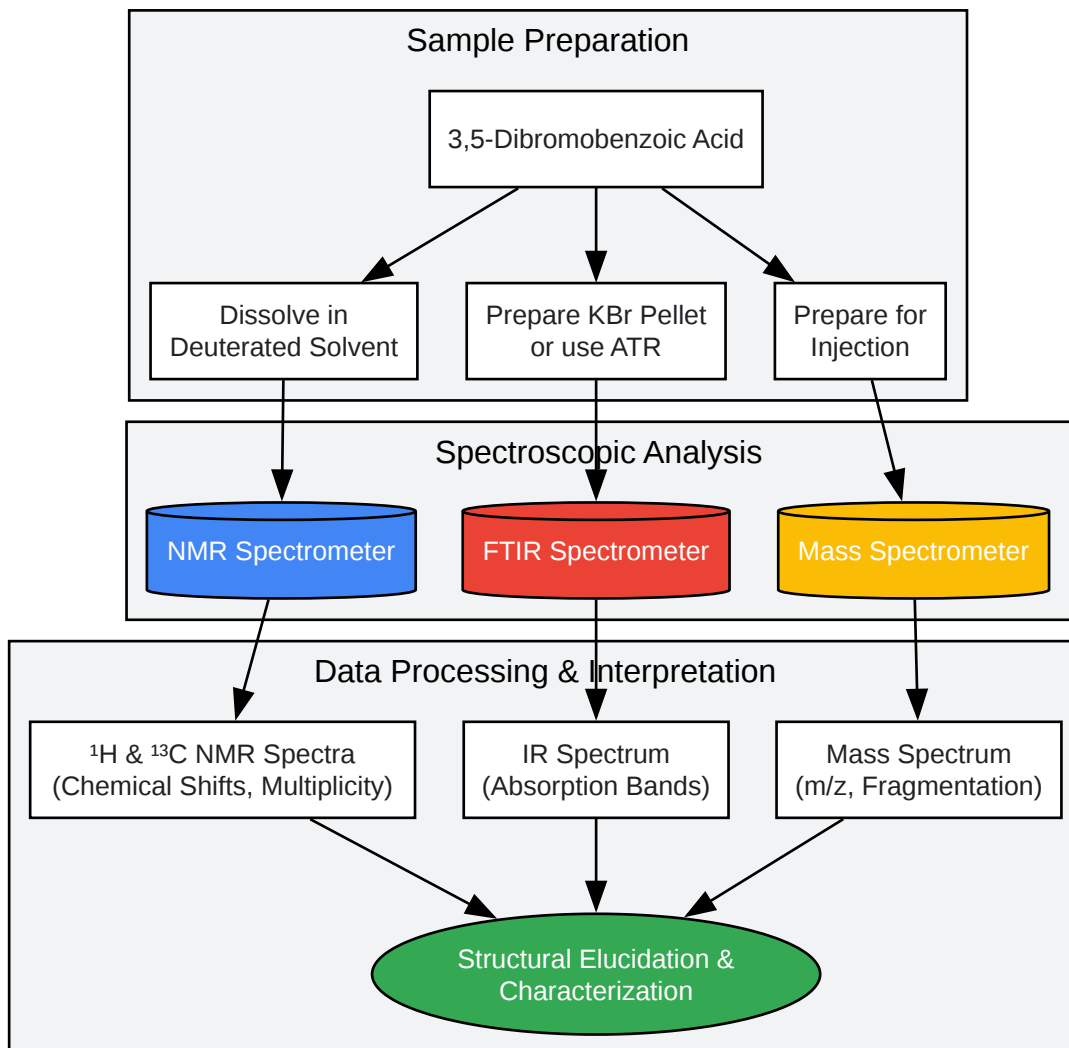 Sample Preparation
3,5-Dibromobenzoic Acid
Dissolve in
Deuterated Solvent
Prepare KBr Pellet
or use ATR
Prepare for
Injection
Spectroscopic Analysis
NMR Spectrometer
FTIR Spectrometer
Mass Spectrometer
Data Processing & Interpretation
¹H & ¹³C NMR Spectra
(Chemical Shifts, Multiplicity)
IR Spectrum
(Absorption Bands)
Mass Spectrum
(m/z, Fragmentation)
Structural Elucidation &
Characterization